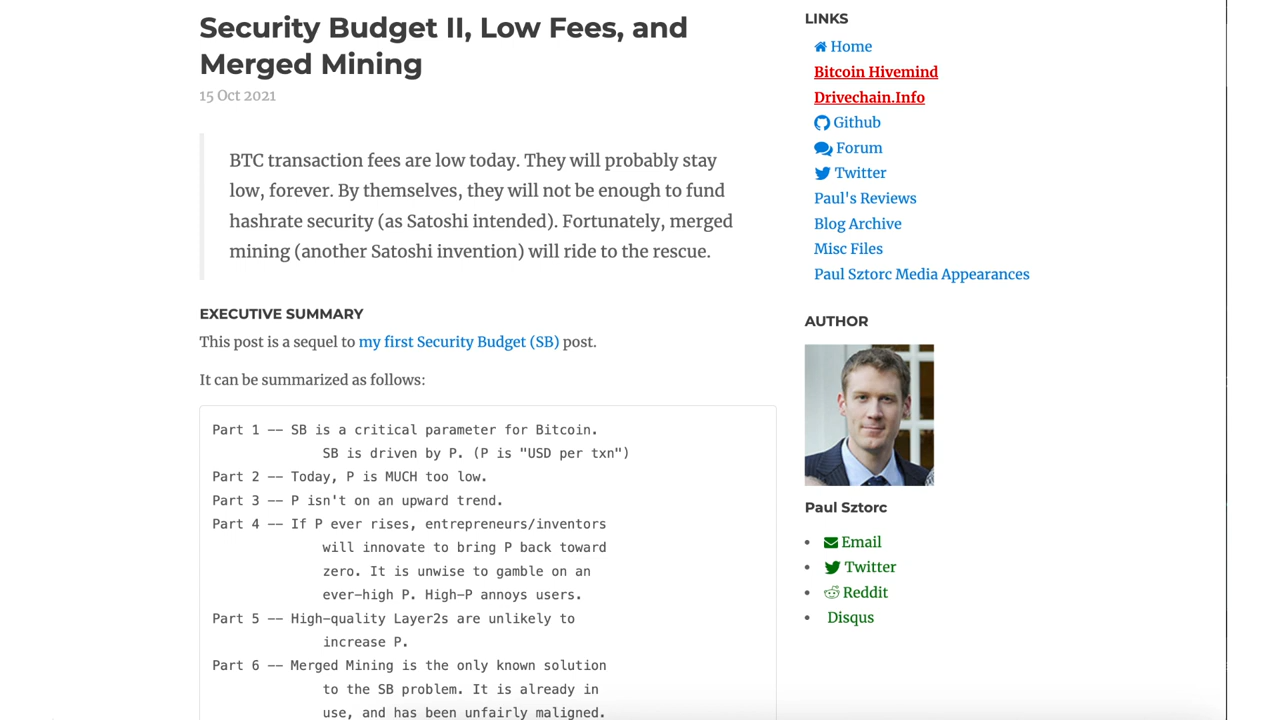 Security Budget II, Low Fees, and
Merged Mining
15 Oct 2021
BTC transaction fees are low today. They will probably stay
low, forever. By themselves, they will not be enough to fund
hashrate security (as Satoshi intended). Fortunately, merged
mining (another Satoshi invention) will ride to the rescue.
EXECUTIVE SUMMARY
This post is a sequel to my first Security Budget (SB) post.
It can be summarized as follows:
Part 1 -- SB is a critical parameter for Bitcoin.
SB is driven by P. (P is "USD per txn")
Part 2 -- Today, P is MUCH too low.
Part 3 -- P isn't on an upward trend.
Part 4 -- If P ever rises, entrepreneurs/inventors
will innovate to bring P back toward
zero. It is unwise to gamble on an
ever-high P. High-P annoys users.
Part 5 -- High-quality Layer2s are unlikely to
increase P.
Part 6 -- Merged Mining is the only known solution
to the SB problem. It is already in
use, and has been unfairly maligned.
LINKS
Home
Bitcoin Hivemind
Drivechain.Info
Github
Forum
Twitter
Paul's Reviews
Blog Archive
Misc Files
Paul Sztorc Media Appearances
AUTHOR
Paul Sztorc
• Email
• Twitter
• Reddit
• Disqus